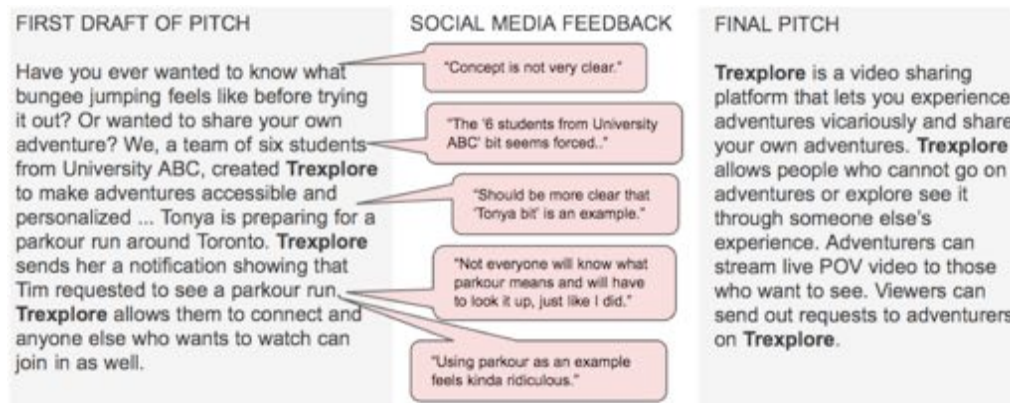 FIRST DRAFT OF PITCH
Have you ever wanted to know what
bungee jumping feels like before trying
it out? Or wanted to share your own
adventure? We, a team of six students
from University ABC, created Trexplore
to make adventures accessible and
personalized ... Tonya is preparing for a
parkour run around Toronto. Trexplore
sends her a notification showing that
Tim requested to see a parkour run.
Trexplore allows them to connect and
anyone else who wants to watch can
join in as well.
SOCIAL MEDIA FEEDBACK
"Concept is not very clear."
"The '6 students from University
ABC' bit seems forced.."
"Should be more clear that
'Tonya bit' is an example."
"Not everyone will know what
parkour means and will have
to look it up, just like I did."
"Using parkour as an example
feels kinda ridiculous."
FINAL PITCH
Trexplore is a video sharing
platform that lets you experience
adventures vicariously and share
your own adventures. Trexplore
allows people who cannot go on
adventures or explore see it
through someone else's
experience. Adventurers can
stream live POV video to those
who want to see. Viewers can
send out requests to adventurers
on Trexplore.